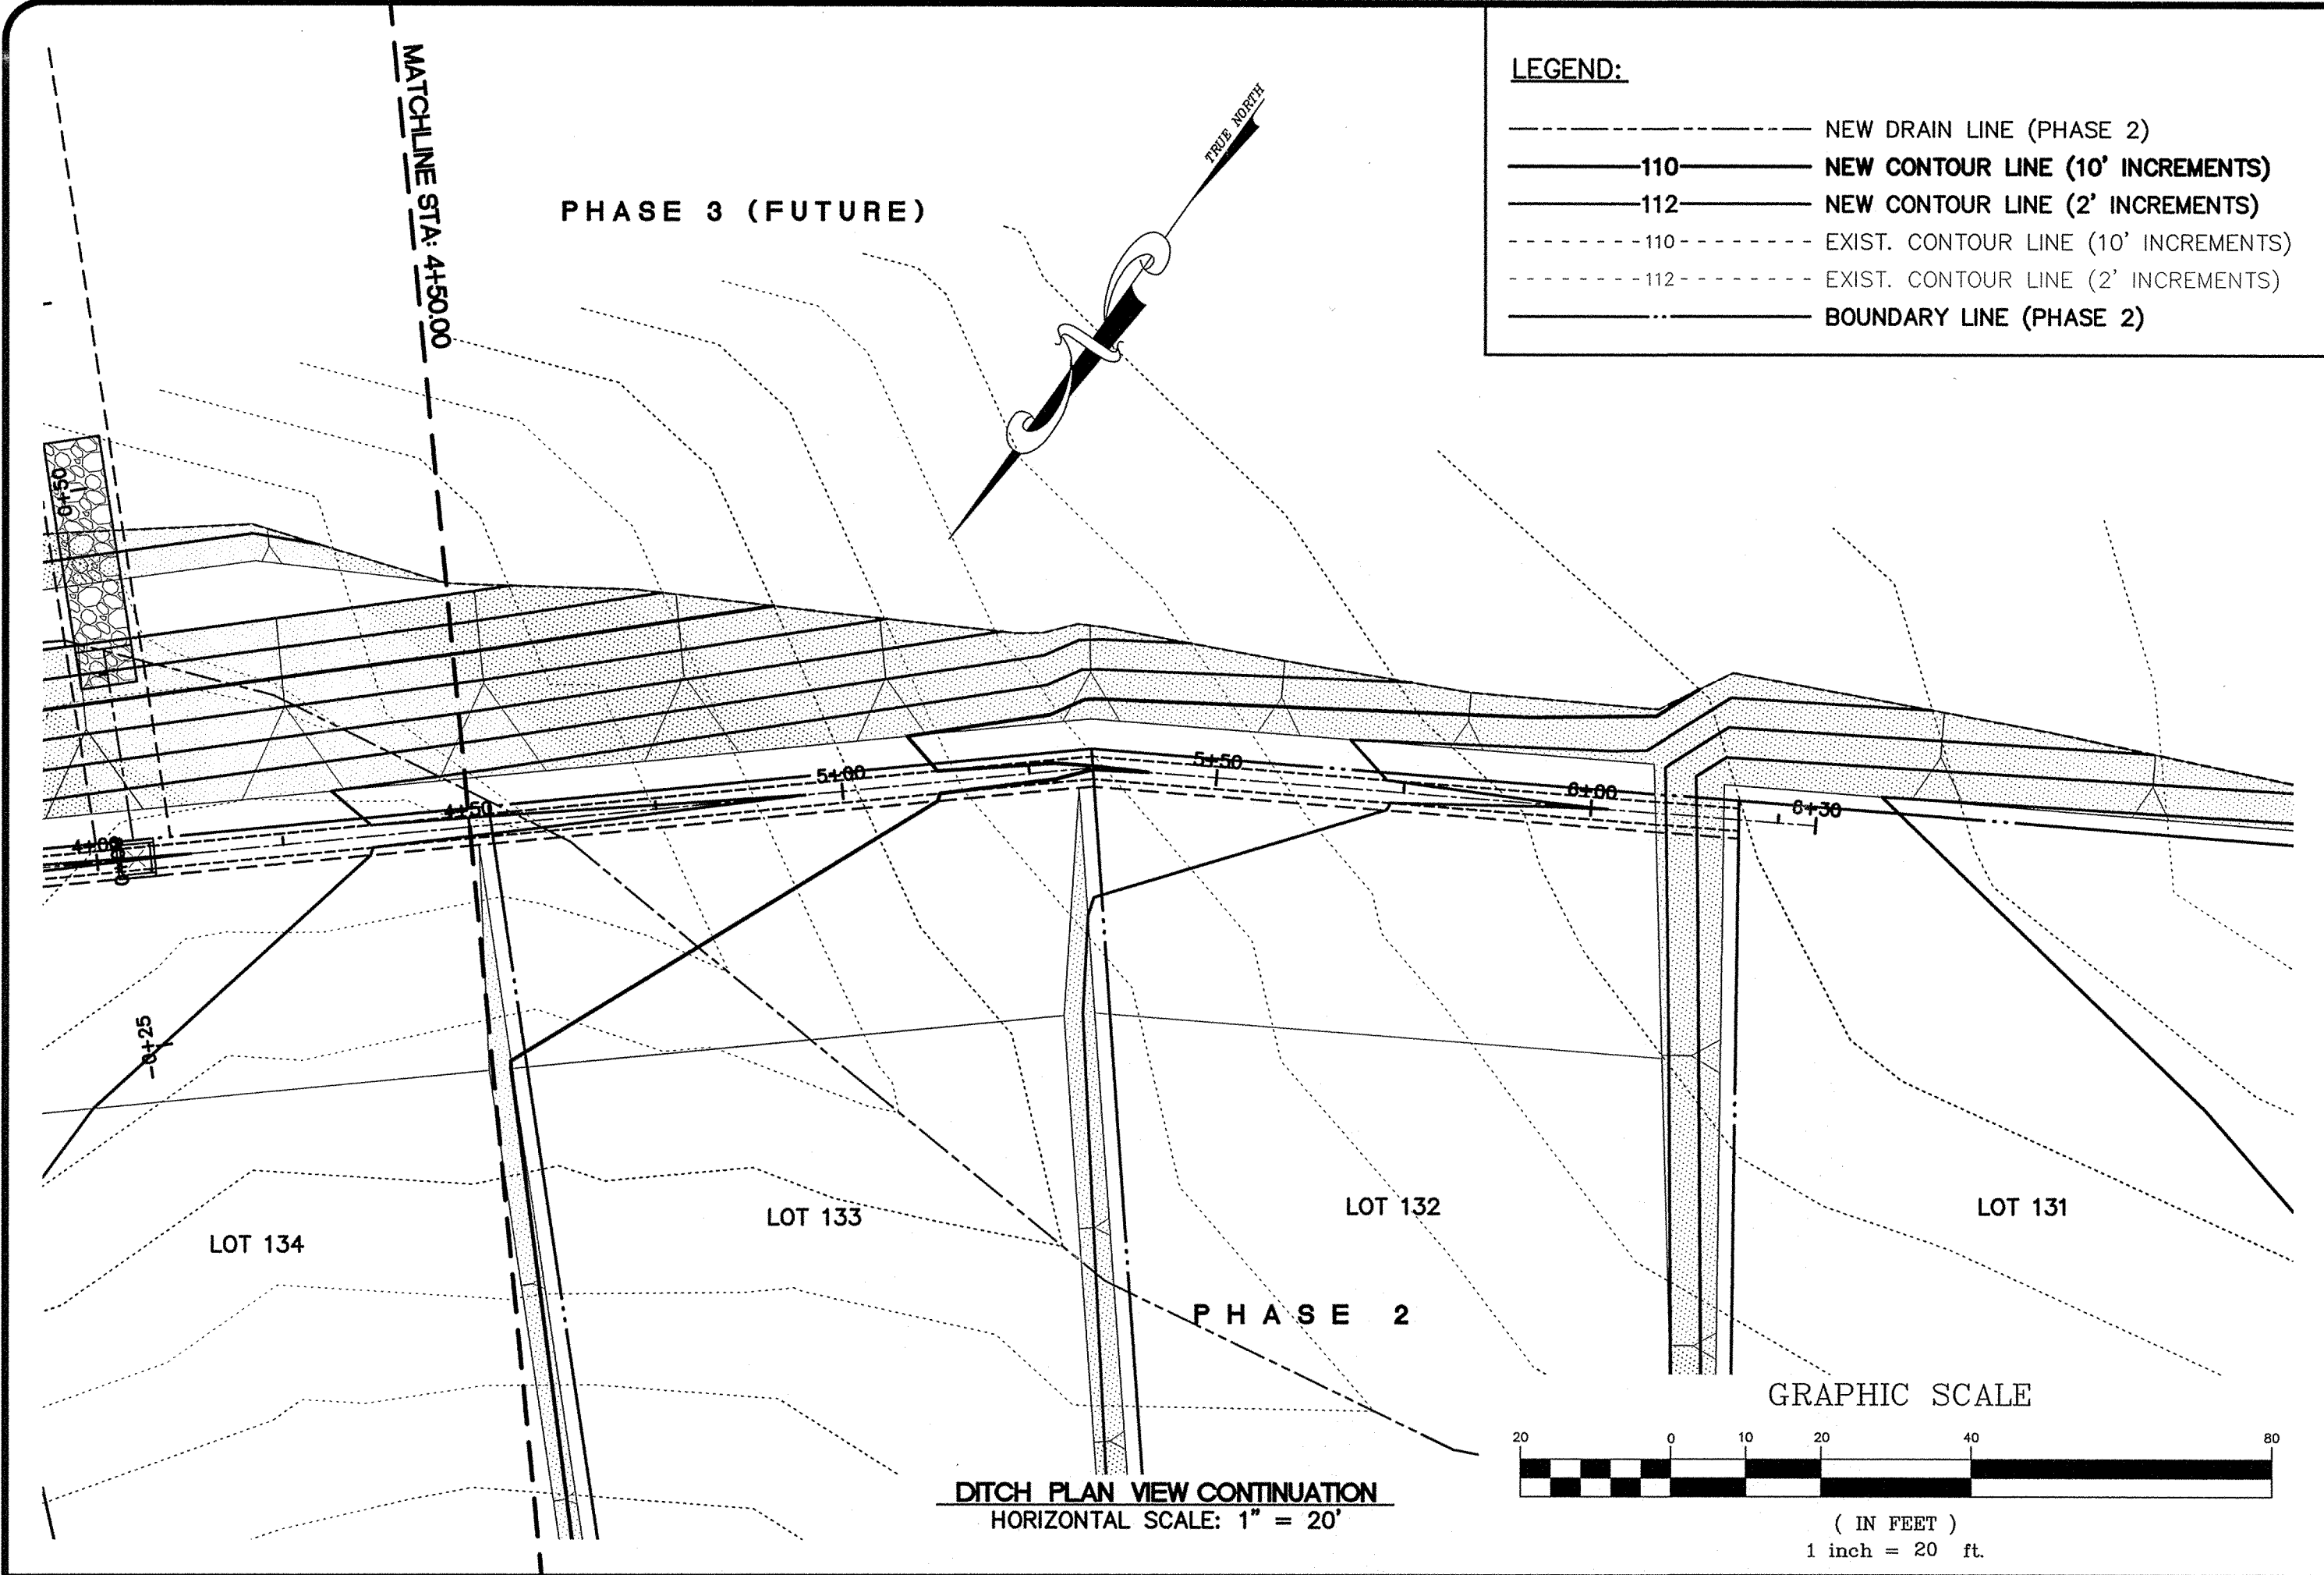 MATCHLINE STA: 4+50.00
PHASE 3 (FUTURE)
TRUE NORTH
LEGEND:
NEW DRAIN LINE (PHASE 2)
110 NEW CONTOUR LINE (10' INCREMENTS)
112 NEW CONTOUR LINE (2' INCREMENTS)
110 EXIST. CONTOUR LINE (10' INCREMENTS)
112 EXIST. CONTOUR LINE (2' INCREMENTS)
BOUNDARY LINE (PHASE 2)
0+50
4+00
4+50
5+00
5+50
6+00
6+30
-0+25
LOT 134
LOT 133
LOT 132
LOT 131
PHASE 2
DITCH PLAN VIEW CONTINUATION
HORIZONTAL SCALE: 1" = 20'
GRAPHIC SCALE
20 0 10 20 40 80
( IN FEET )
1 inch = 20 ft.